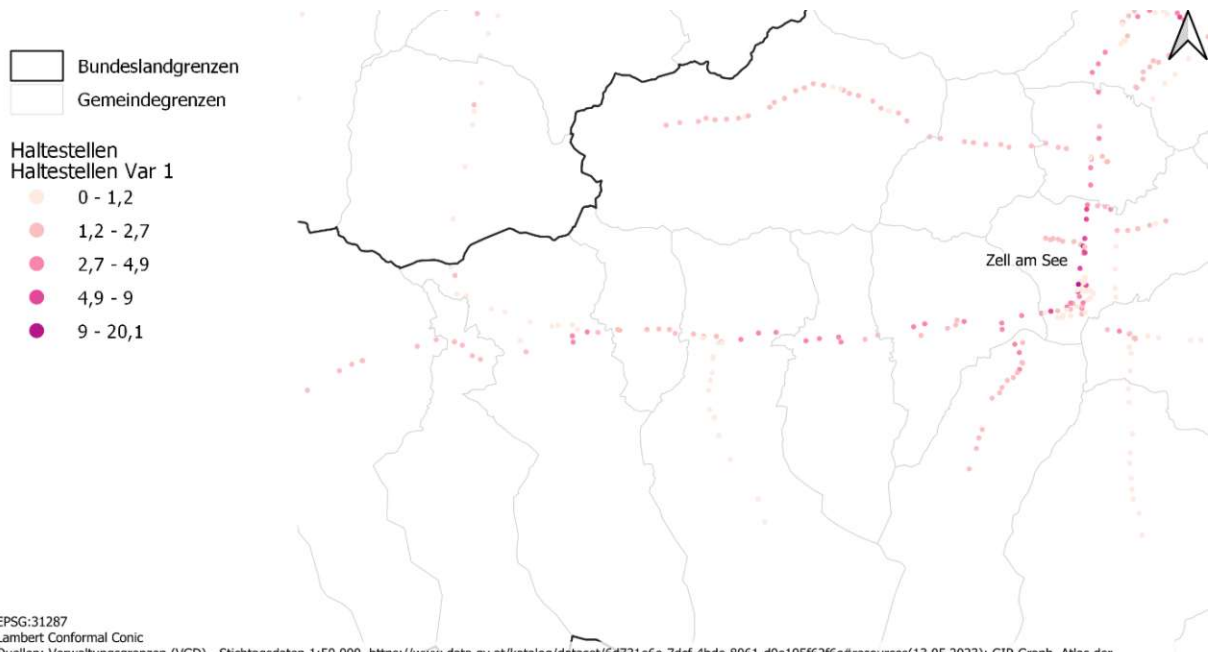 Bundeslandgrenzen
Gemeindegrenzen
Haltestellen
Haltestellen Var 1
0 - 1,2
1,2 - 2,7
2,7 - 4,9
4,9 - 9
9 - 20,1
Zell am See
EPSG:31287
Lambert Conformal Conic